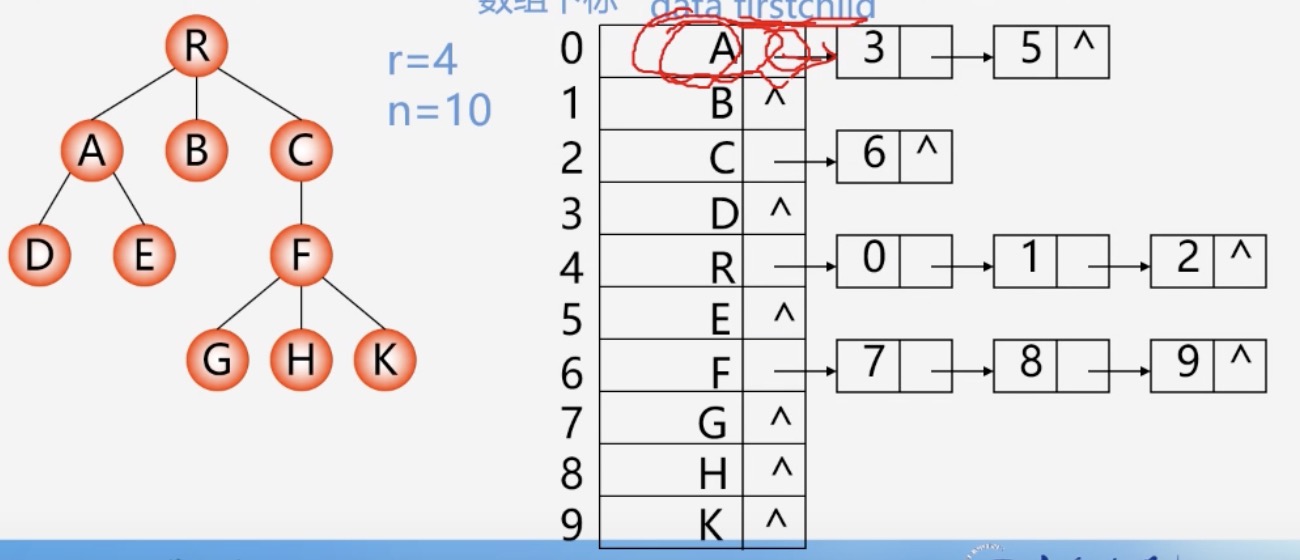 数组下标 data firstchild
R
r=4
n=10
A B C
D E F
G H K
0 A 3 5 ^
1 B ^
2 C 6 ^
3 D ^
4 R 0 1 2 ^
5 E ^
6 F 7 8 9 ^
7 G ^
8 H ^
9 K ^